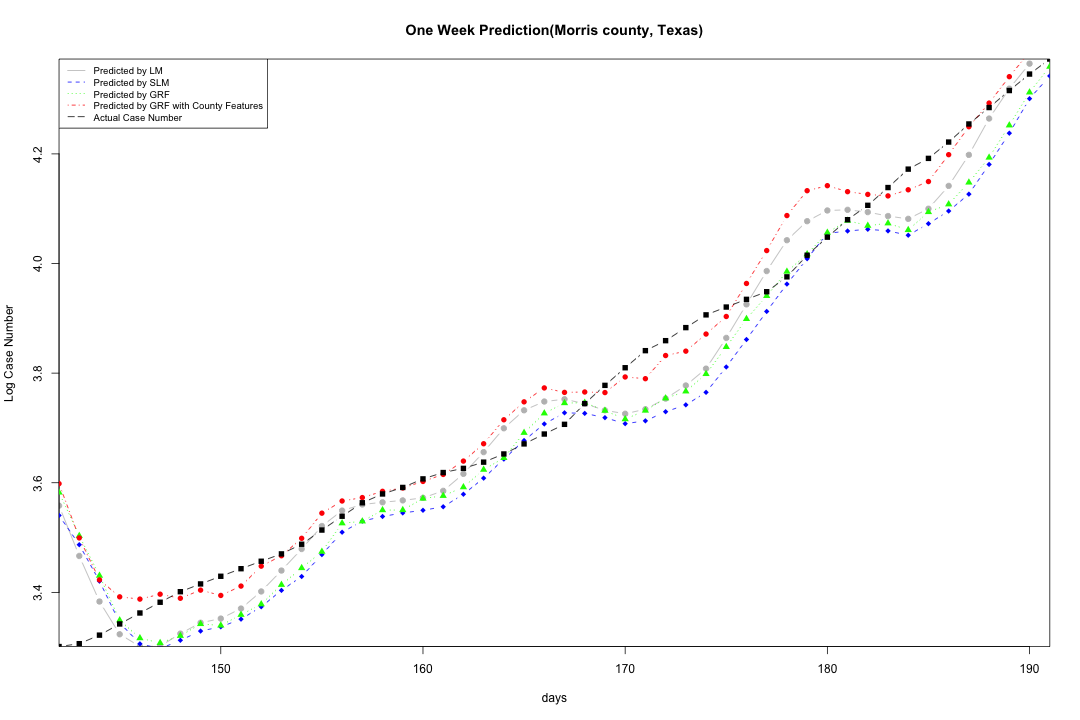 One Week Prediction(Morris county, Texas)
Predicted by LM
Predicted by SLM
Predicted by GRF
Predicted by GRF with County Features
Actual Case Number
Log Case Number
4.2
4.0
3.8
3.6
3.4
150 160 170 180 190
days